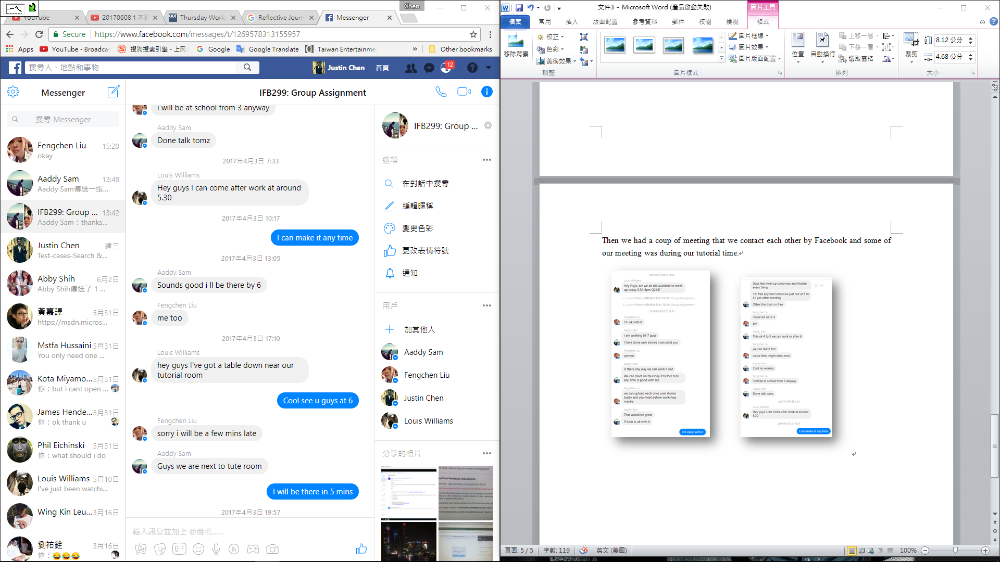 Chen
YouTube
20170608 1 木
Thursday Works
Reflective Journ
Messenger
Secure
https://www.facebook.com/messages/t/1269578313155957
Apps
YouTube - Broadcas
搜狗搜索引擎 - 上网
Google
Google Translate
Taiwan Entertainme
»
Other bookmarks
搜尋人、地點和事物
Justin Chen
首頁
12
Messenger
搜尋 Messenger
Fengchen Liu
15:20
okay
Aaddy Sam
13:48
Aaddy Sam傳送一張...
IFB299: Group ...
13:42
Aaddy Sam：thanks...
Justin Chen
週三
Test-cases-Search &...
Abby Shih
6月2日
Abby Shih傳送了 1 ...
黃嘉譯
5月31日
https://msdn.micros...
Mstfa Hussaini
5月31日
You only need one ...
Kota Miyamo...
5月31日
你：but i cant open ...
James Hende...
5月31日
你：ok thank u
Phil Eichinski
5月31日
你：what should i do
Louis Williams
5月10日
I've just been watchi...
Wing Kin Leu...
3月16日
劉祐銓
3月16日
你：😂😂😂
IFB299: Group Assignment
i will be at school from 3 anyway
Aaddy Sam
Done talk tomz
2017年4月3日 7:33
Louis Williams
Hey guys I can come after work at around
5.30
2017年4月3日 10:17
I can make it any time
2017年4月3日 13:05
Aaddy Sam
Sounds good i ll be there by 6
Fengchen Liu
me too
2017年4月3日 17:10
Louis Williams
hey guys I've got a table down near our
tutorial room
Cool see u guys at 6
Fengchen Liu
sorry i will be a few mins late
Aaddy Sam
Guys we are next to tute room
I will be there in 5 mins
2017年4月3日 19:57
輸入訊息並加上 @姓名......
GIF
IFB299: Group ...
選項
在對話中搜尋
編輯暱稱
變更色彩
更改表情符號
通知
用戶
加其他人
Aaddy Sam
Fengchen Liu
Justin Chen
Louis Williams
分享的相片
文件3 - Microsoft Word (產品啟動失敗)
圖片工具
檔案
常用
插入
版面配置
參考資料
郵件
校閱
檢視
格式
移除背景
校正
色彩
美術效果
調整
圖片樣式
圖片框線
圖片效果
圖片版面配置
位置
自動換行
上移一層
下移一層
選取窗格
排列
裁剪
8.12 公分
4.68 公分
大小
Then we had a coup of meeting that we contact each other by Facebook and some of
our meeting was during our tutorial time.
2017年3月20日 11:52
Louis Williams
Hey Guys, are we all still available to meet
up today 5.30-6pm Q218?
2017年3月20日 13:31
Fengchen Liu
I'm ok with it
Aaddy Sam
I am working till 7 guys
I have done user stories i can send you
Fengchen Liu
ummm
Aaddy Sam
Is there any way we can work it out
We can meet on thursday if before tute
any time is good with me
Fengchen Liu
we can upload each ones user stories
today and yea meet before workshop
maybe
Aaddy Sam
That would be great
If louis is ok with it
I'm okay with it
Guys lets meet up tomorrow and finalize
every thing
I m free anytime tomorrow just not at 5 to
6 i got other meeting
Other thn that i m free
Fengchen Liu
i have tut on 3-4
pm
Aaddy Sam
Thts ok 4 to 5 we can work or after 6
Fengchen Liu
we can talk it tmr
cause they might sleep now
Aaddy Sam
Cool no worries
Fengchen Liu
i will be at school from 3 anyway
Aaddy Sam
Done talk tomz
2017年4月3日 7:33
Louis Williams
Hey guys I can come after work at around
5.30
2017年4月3日 10:17
I can make it any time
頁面: 5 / 5
字數: 119
英文 (美國)
100%